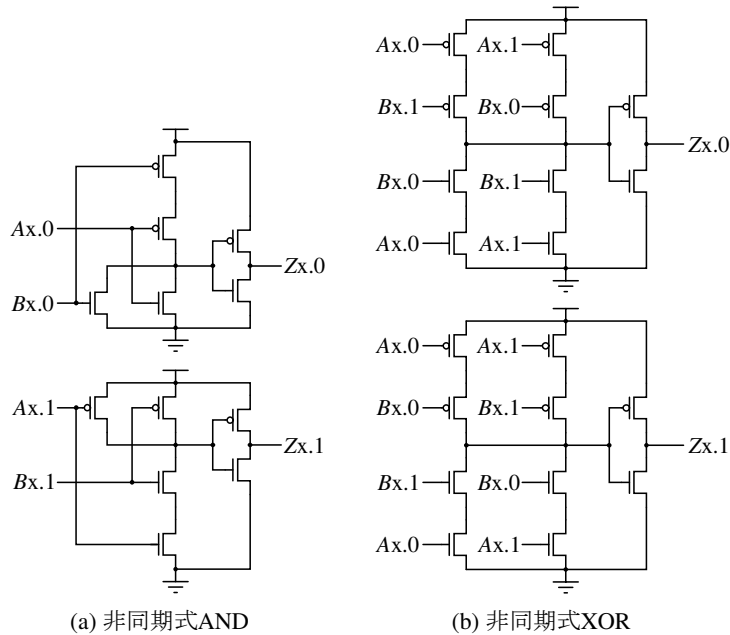 Ax.0
Bx.0
Zx.0
Ax.1
Bx.1
Zx.1
(a) 非同期式AND
Ax.0 Ax.1
Bx.1 Bx.0
Zx.0
Bx.0 Bx.1
Ax.0 Ax.1
Ax.0 Ax.1
Bx.0 Bx.1
Zx.1
Bx.1 Bx.0
Ax.0 Ax.1
(b) 非同期式XOR